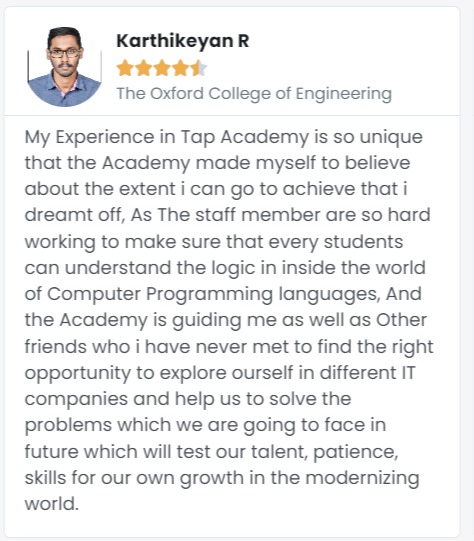 Karthikeyan R
The Oxford College of Engineering
My Experience in Tap Academy is so unique
that the Academy made myself to believe
about the extent i can go to achieve that i
dreamt off, As The staff member are so hard
working to make sure that every students
can understand the logic in inside the world
of Computer Programming languages, And
the Academy is guiding me as well as Other
friends who i have never met to find the right
opportunity to explore ourself in different IT
companies and help us to solve the
problems which we are going to face in
future which will test our talent, patience,
skills for our own growth in the modernizing
world.